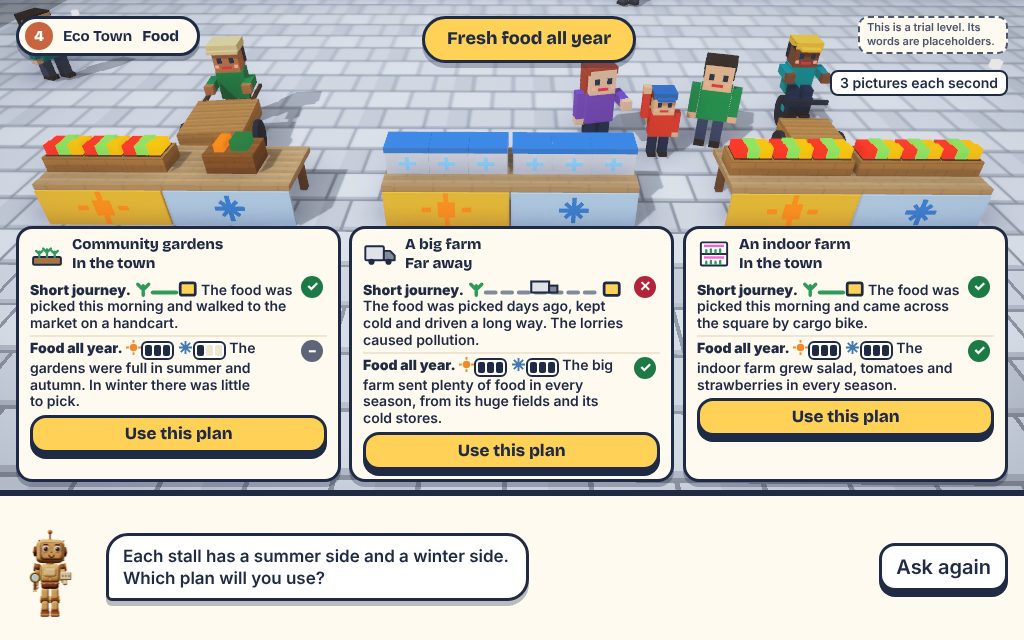 4 Eco Town Food
Fresh food all year
This is a trial level. Its
words are placeholders.
3 pictures each second
Community gardens
In the town
Short journey. The food was
picked this morning and walked to the
market on a handcart.
Food all year. The
gardens were full in summer and
autumn. In winter there was little
to pick.
Use this plan
A big farm
Far away
Short journey.
The food was picked days ago, kept
cold and driven a long way. The lorries
caused pollution.
Food all year. The big
farm sent plenty of food in every
season, from its huge fields and its
cold stores.
Use this plan
An indoor farm
In the town
Short journey. The food was
picked this morning and came across
the square by cargo bike.
Food all year. The
indoor farm grew salad, tomatoes and
strawberries in every season.
Use this plan
Each stall has a summer side and a winter side.
Which plan will you use?
Ask again